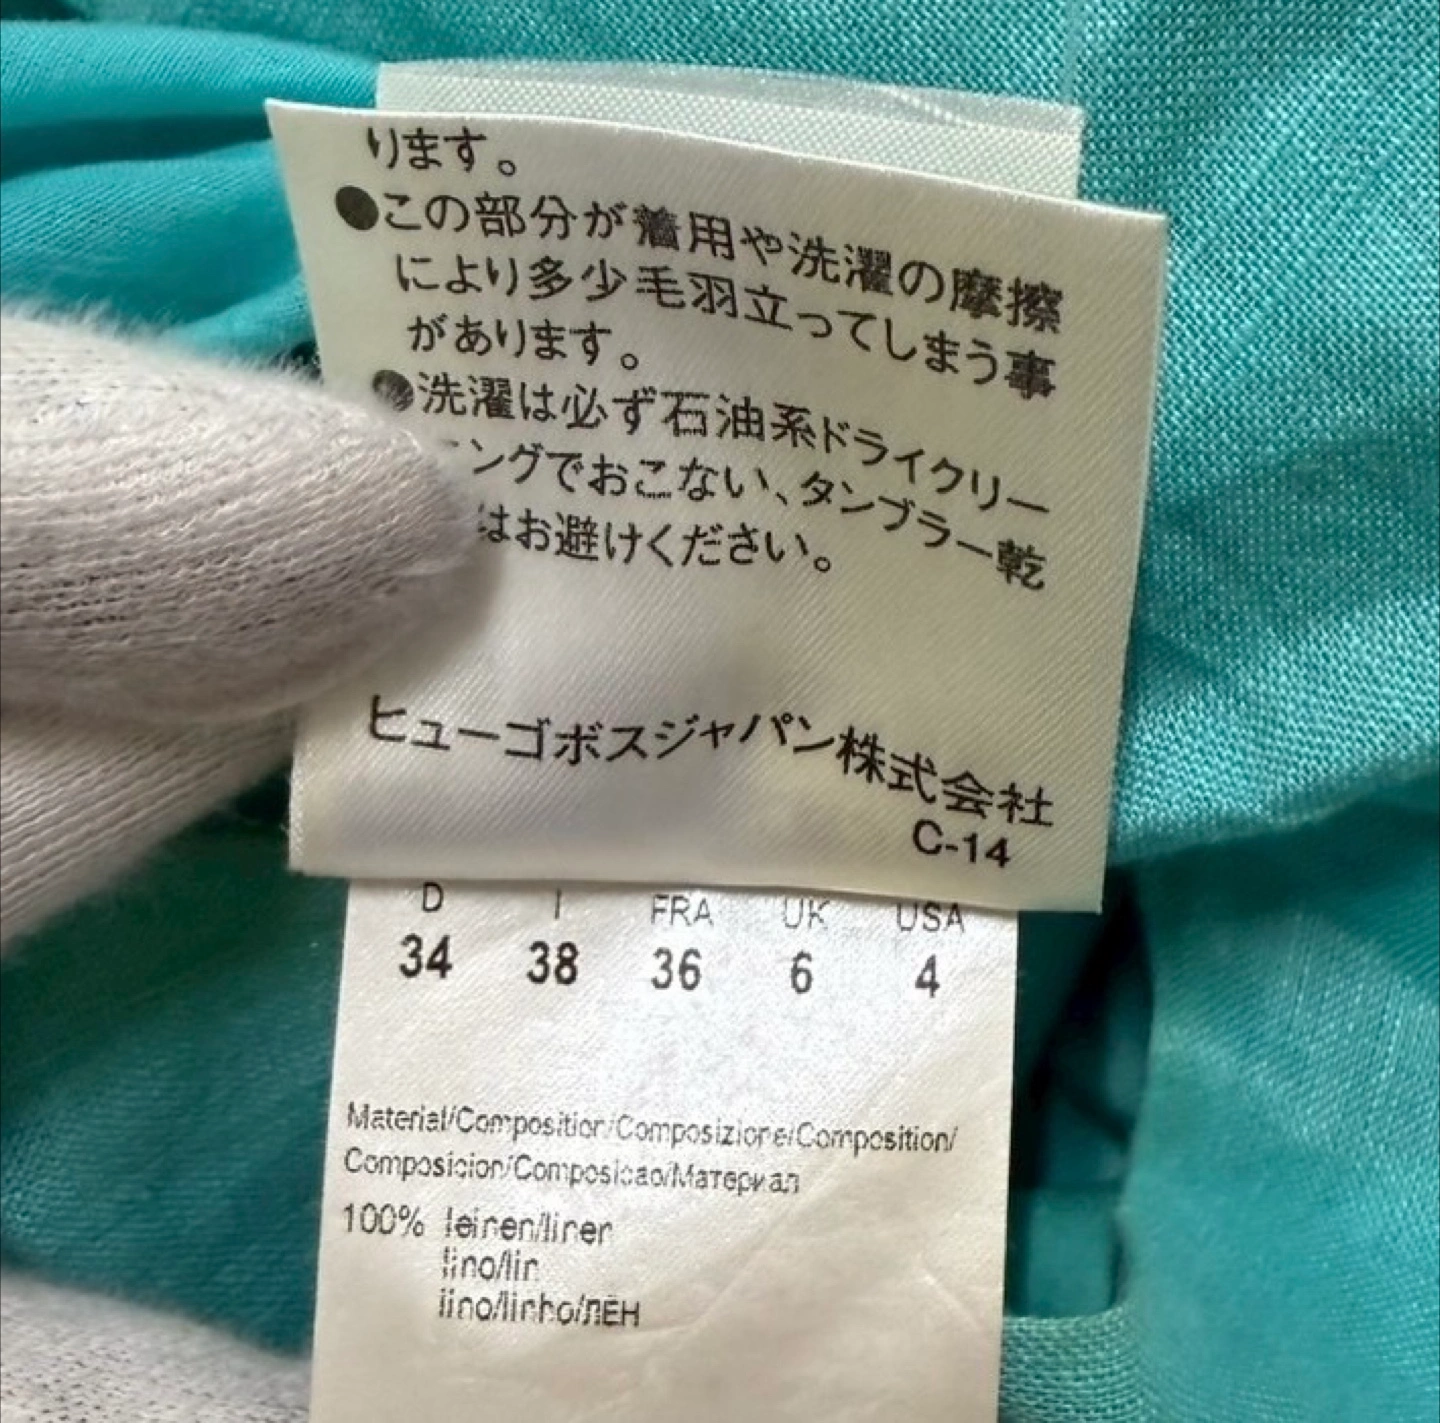 ります。
●この部分が着用や洗濯の摩擦
により多少毛羽立ってしまう事
があります。
●洗濯は必ず石油系ドライクリー
ングでおこない、タンブラー乾
はお避けください。
ヒューゴボスジャパン株式会社
C-14
D I FRA UK USA
34 38 36 6 4
Material/Composition/Composizione/Composition/
Composicion/Composicao/Материал
100% leinen/linen
lino/lin
lino/linho/ЛЁН